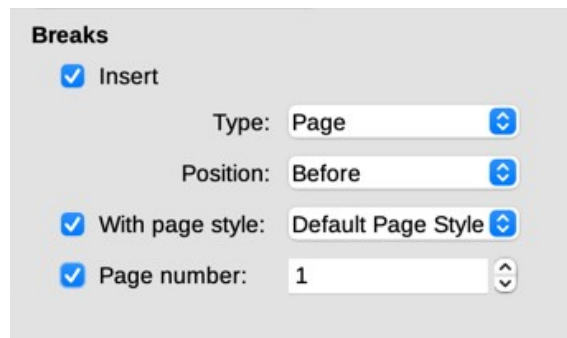 Breaks
Insert
Type: Page
Position: Before
With page style: Default Page Style
Page number: 1